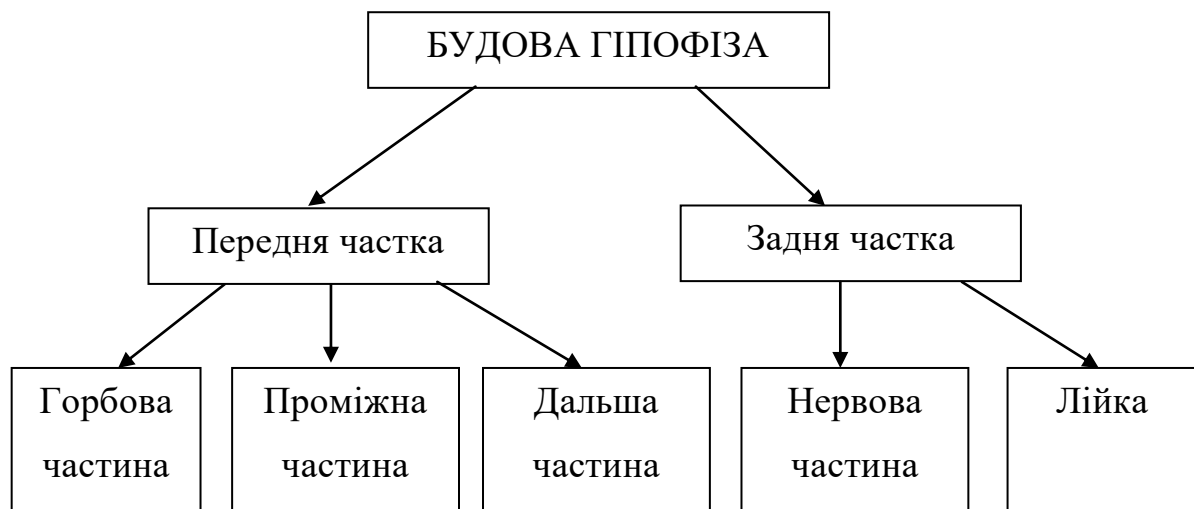 БУДОВА ГІПОФІЗА
Передня частка
Задня частка
Горбова
частина
Проміжна
частина
Дальша
частина
Нервова
частина
Лійка